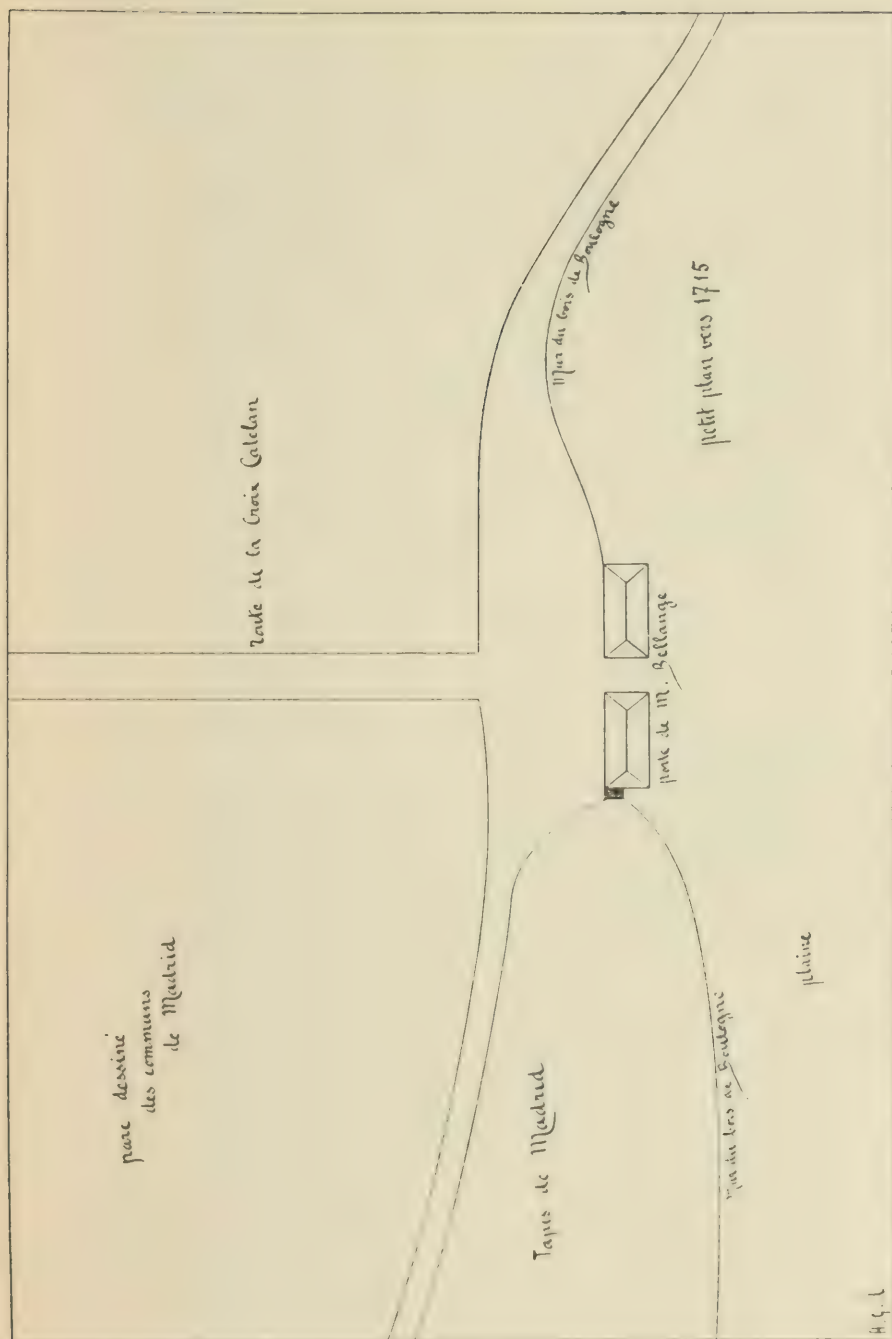 parc dessiné
des communs
de Madrid
route de la Croix Catelan
Tapis de Madrid
Mur du bois de Boulogne
porte de M. Bellange
Mur du bois de Boulogne
plaine
petit plan vers 1715
H. G. L